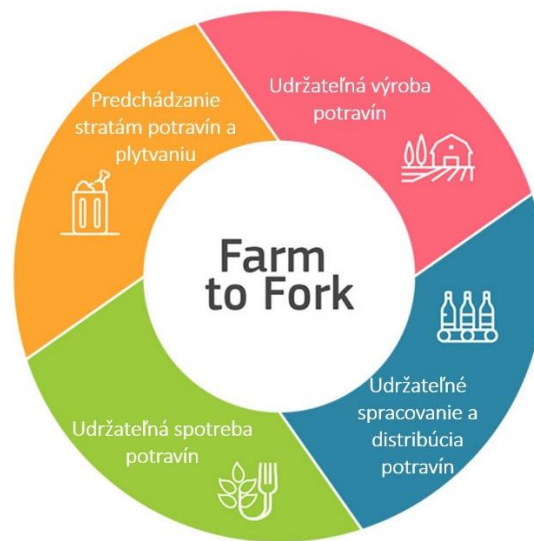 Predchádzanie
stratám potravín a
plytvaniu
Udržateľná výroba
potravín
Farm
to Fork
Udržateľné
spracovanie a
distribúcia
potravín
Udržateľná spotreba
potravín